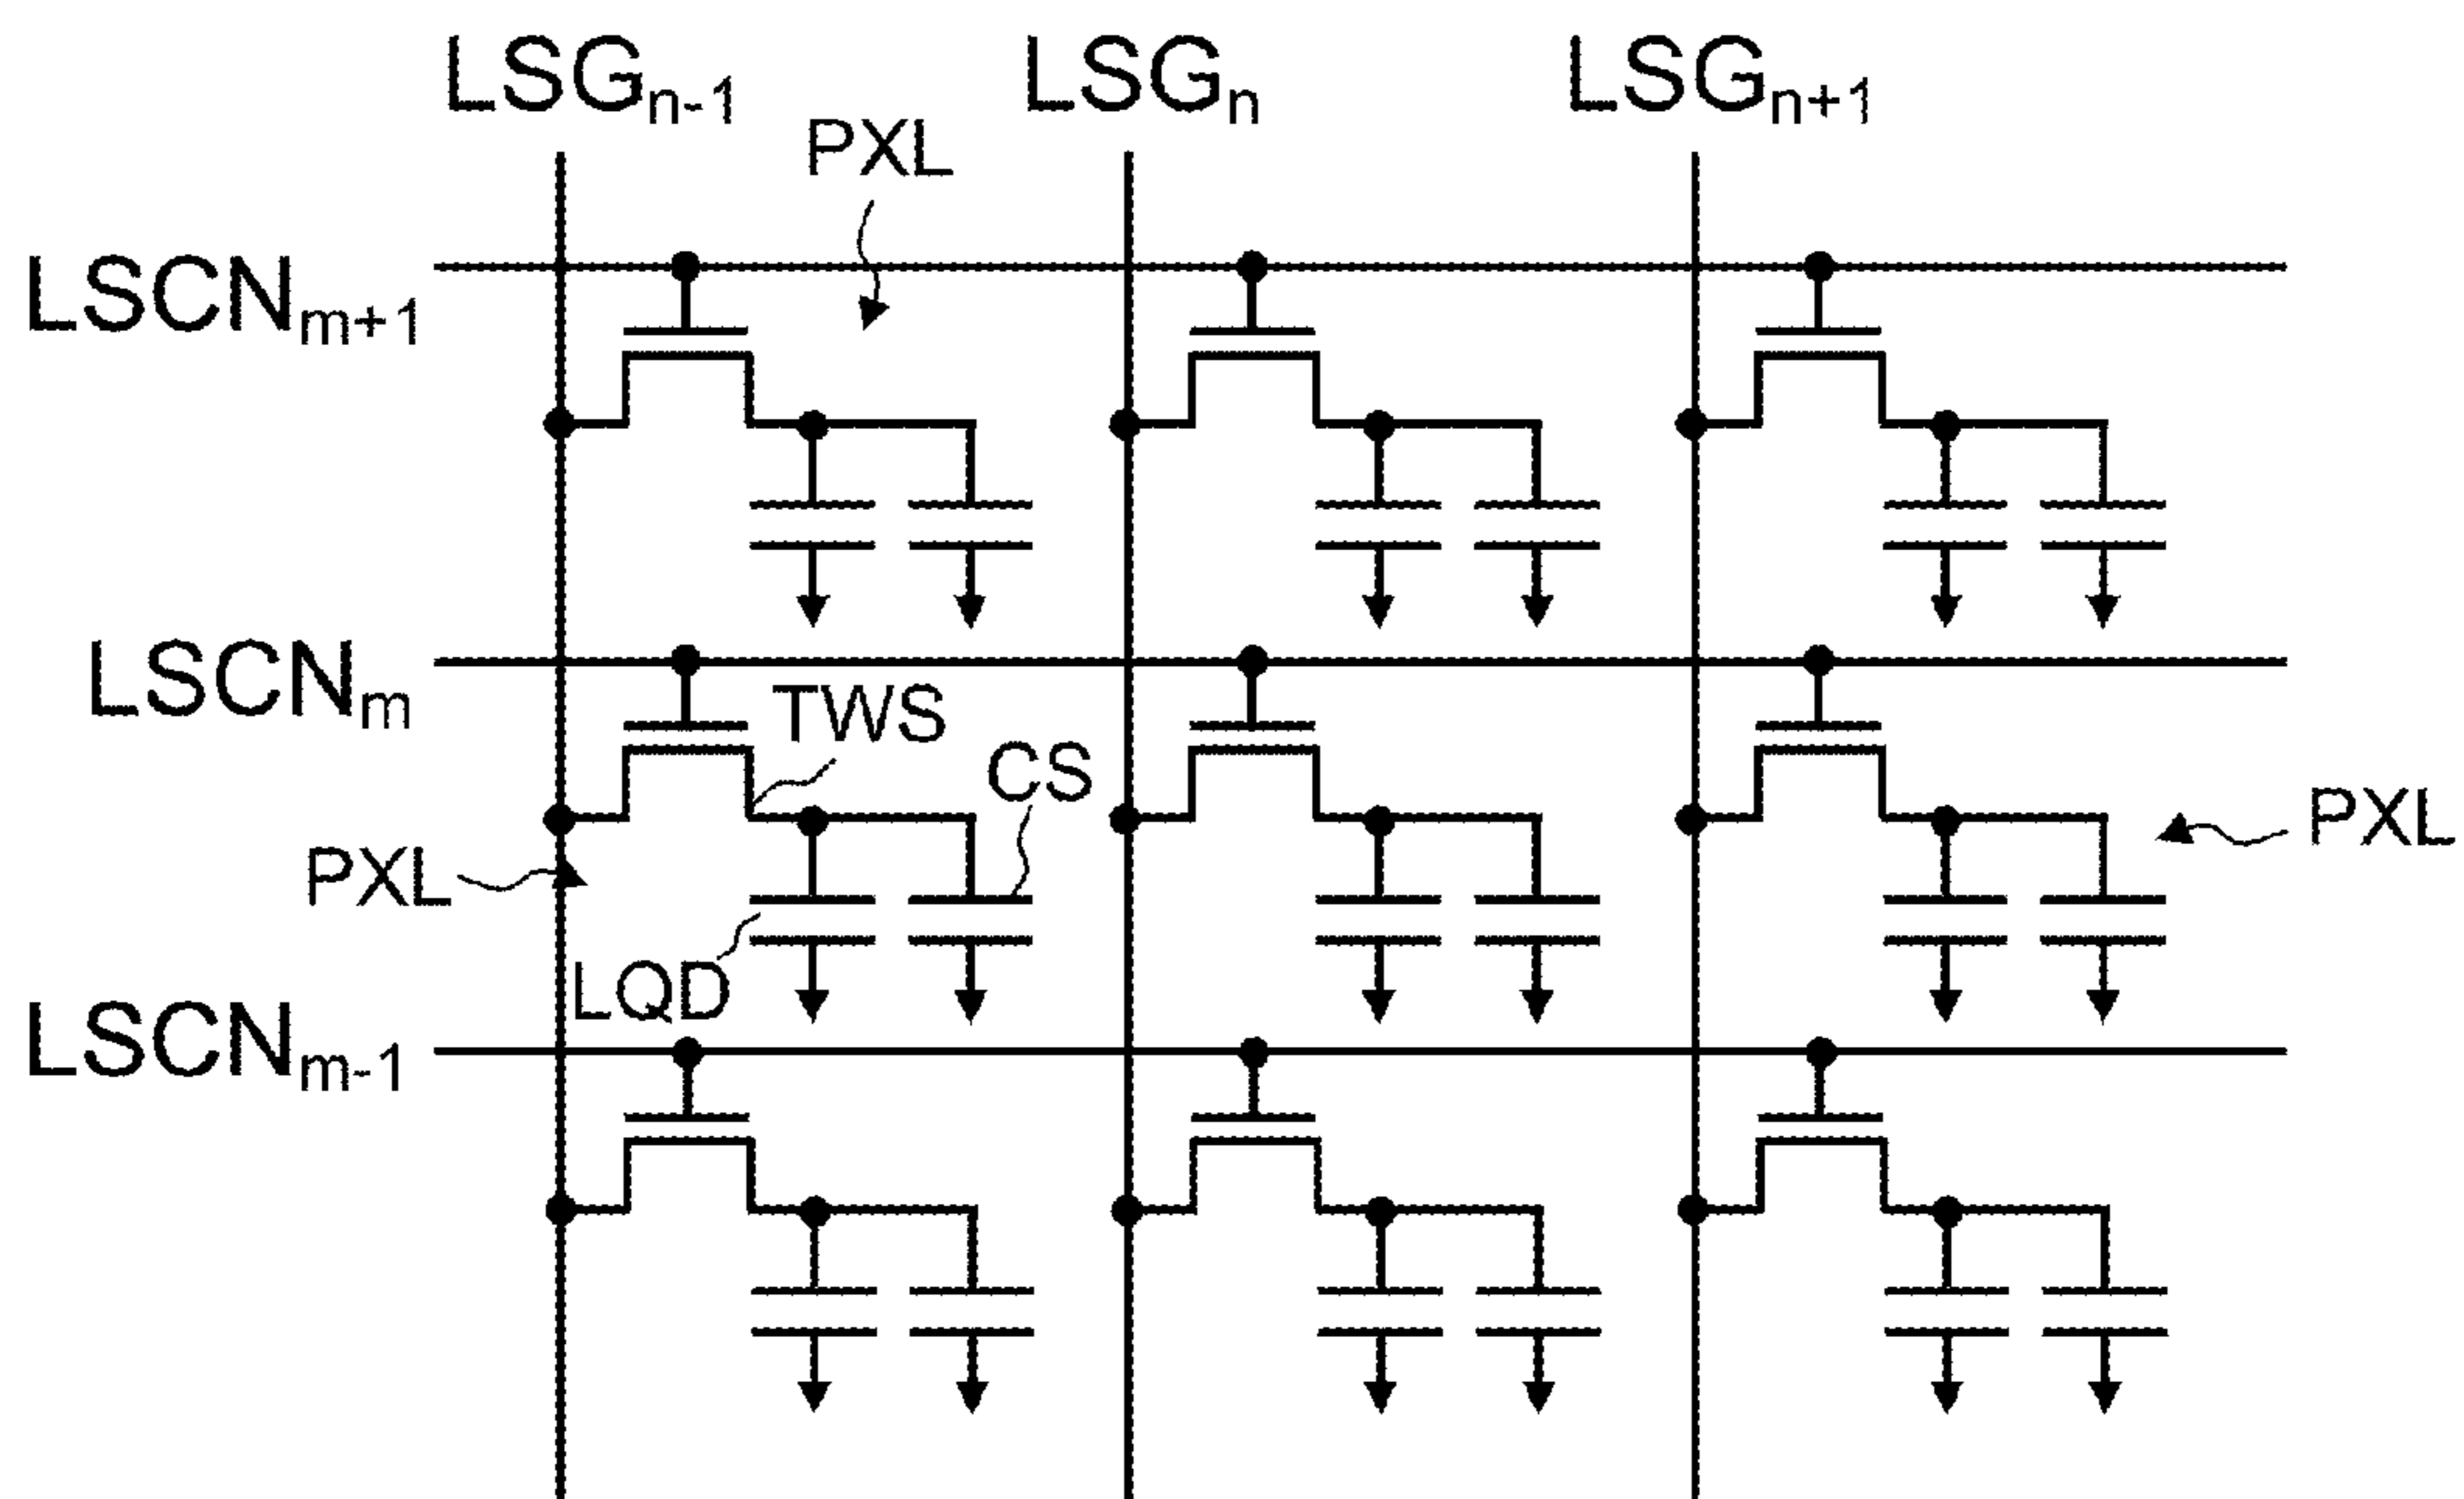 LSGn-1 LSGn LSGn+1
PXL
LSCNm+1
LSCNm
TWS
CS
PXL
PXL
LQD
LSCNm-1